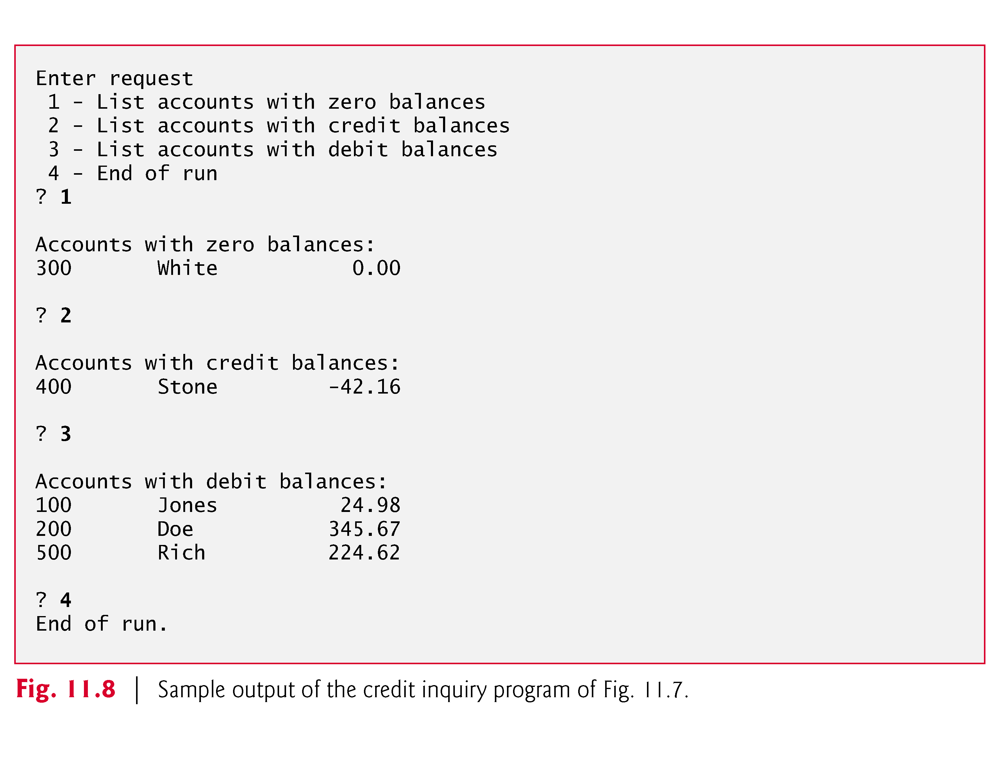 Enter request
 1 - List accounts with zero balances
 2 - List accounts with credit balances
 3 - List accounts with debit balances
 4 - End of run
? 1
Accounts with zero balances:
300       White           0.00
? 2
Accounts with credit balances:
400       Stone         -42.16
? 3
Accounts with debit balances:
100       Jones          24.98
200       Doe           345.67
500       Rich          224.62
? 4
End of run.
Fig. 11.8 | Sample output of the credit inquiry program of Fig. 11.7.